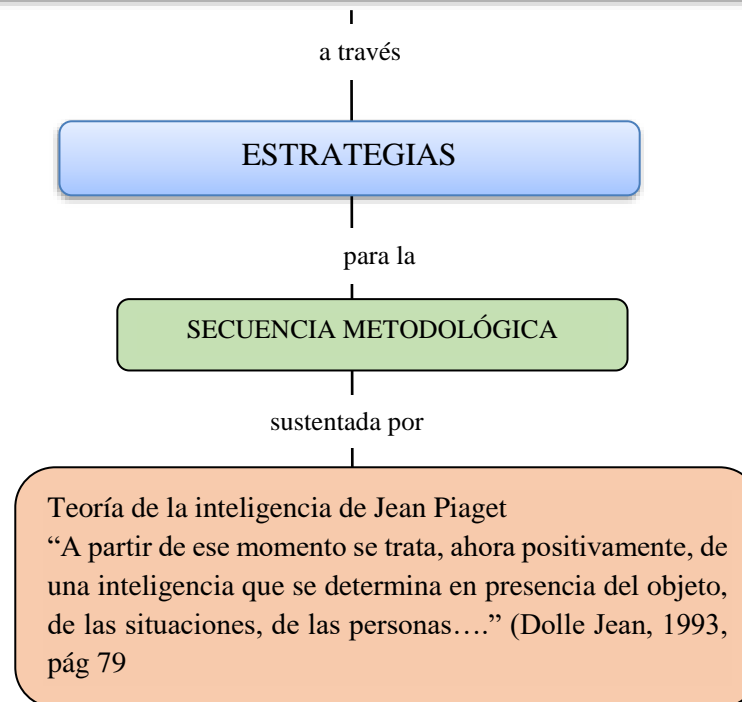 a través
ESTRATEGIAS
para la
SECUENCIA METODOLÓGICA
sustentada por
Teoría de la inteligencia de Jean Piaget
“A partir de ese momento se trata, ahora positivamente, de
una inteligencia que se determina en presencia del objeto,
de las situaciones, de las personas….” (Dolle Jean, 1993,
pág 79